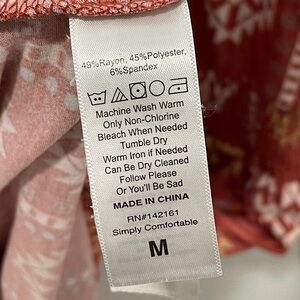 49%Rayon, 45%Polyester,
6%Spandex
Machine Wash Warm
Only Non-Chlorine
Bleach When Needed
Tumble Dry
Warm Iron if Needed
Can be Dry Cleaned
Follow Please
Or You'll Be Sad
MADE IN CHINA
RN#142161
Simply Comfortable
M